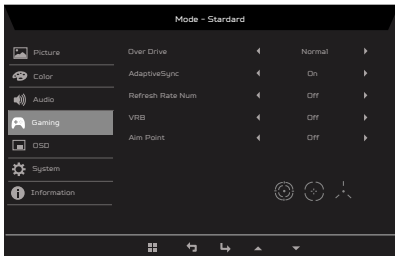 Mode - Standard
Picture
Color
Audio
Gaming
OSD
System
Information
Over Drive Normal
AdaptiveSync On
Refresh Rate Num Off
VRB Off
Aim Point Off